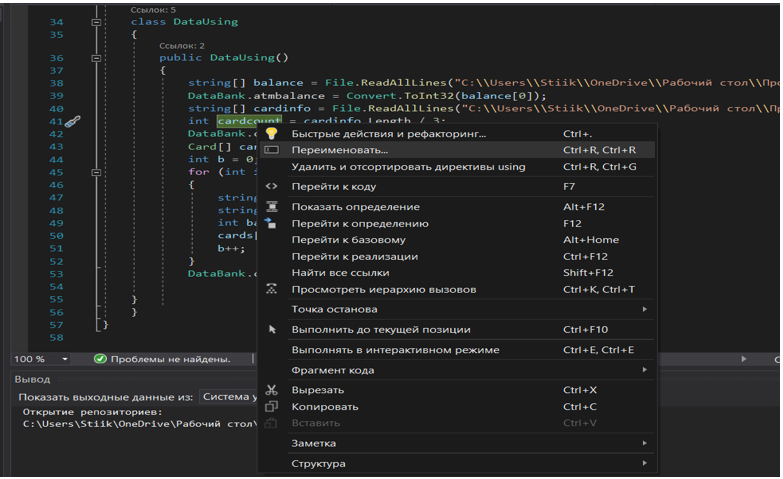 Ссылок: 5
34 class DataUsing
35 {
Ссылок: 2
36 public DataUsing()
37 {
38 string[] balance = File.ReadAllLines("C:\\Users\\Stiik\\OneDrive\\Рабочий стол\\Про
39 DataBank.atmbalance = Convert.ToInt32(balance[0]);
40 string[] cardinfo = File.ReadAllLines("C:\\Users\\Stiik\\OneDrive\\Рабочий стол\\П
41 int cardcount = cardinfo.Length / 3;
42 DataBank.
43 Card[] car
44 int b = 0;
45 for (int
46 {
47 string
48 string
49 int ba
50 cards[
51 b++;
52 }
53 DataBank.
54
55 }
56 }
57 }
58
Быстрые действия и рефакторинг... Ctrl+.
Переименовать... Ctrl+R, Ctrl+R
Удалить и отсортировать директивы using Ctrl+R, Ctrl+G
Перейти к коду F7
Показать определение Alt+F12
Перейти к определению F12
Перейти к базовому Alt+Home
Перейти к реализации Ctrl+F12
Найти все ссылки Shift+F12
Просмотреть иерархию вызовов Ctrl+K, Ctrl+T
Точка останова
Выполнить до текущей позиции Ctrl+F10
Выполнять в интерактивном режиме Ctrl+E, Ctrl+E
Фрагмент кода
Вырезать Ctrl+X
Копировать Ctrl+C
Вставить Ctrl+V
Заметка
Структура
100 % Проблемы не найдены.
Вывод
Показать выходные данные из: Система у
Открытие репозиториев:
C:\Users\Stiik\OneDrive\Рабочий стол\